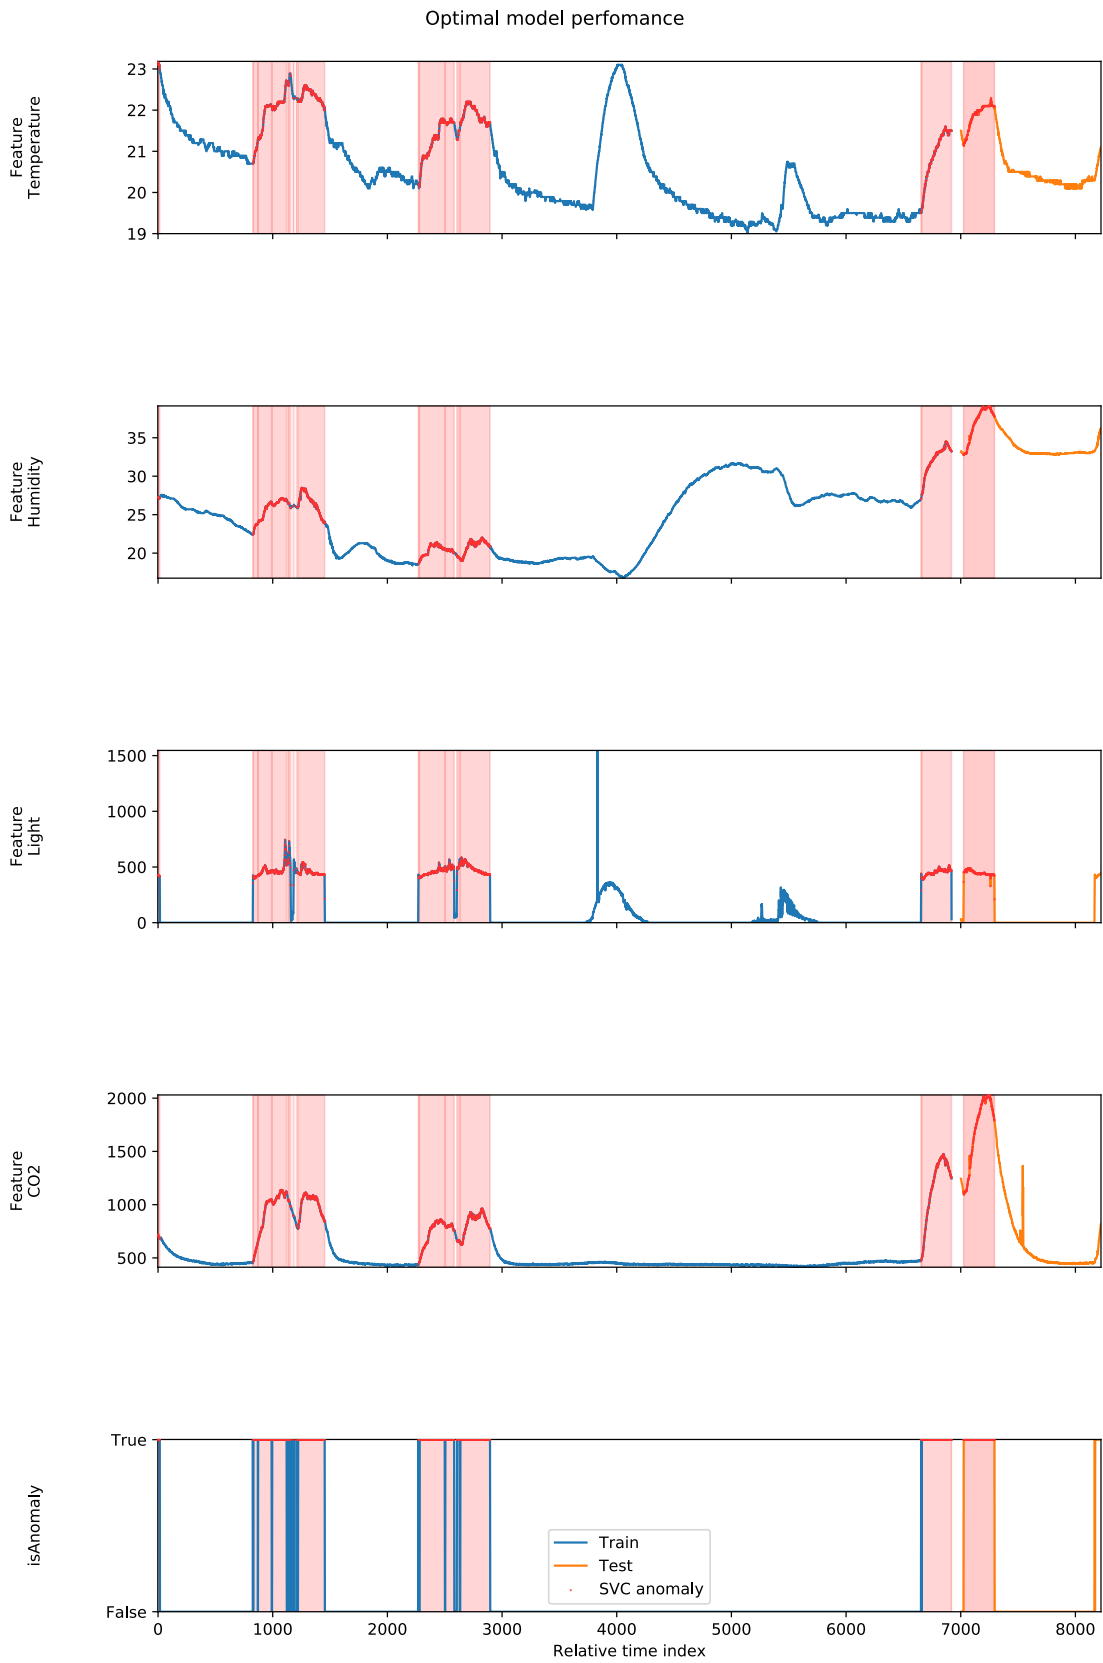 Optimal model perfomance
Feature
Temperature
23
22
21
20
19
Feature
Humidity
35
30
25
20
Feature
Light
1500
1000
500
0
Feature
CO2
2000
1500
1000
500
isAnomaly
True
False
Train
Test
SVC anomaly
0 1000 2000 3000 4000 5000 6000 7000 8000
Relative time index